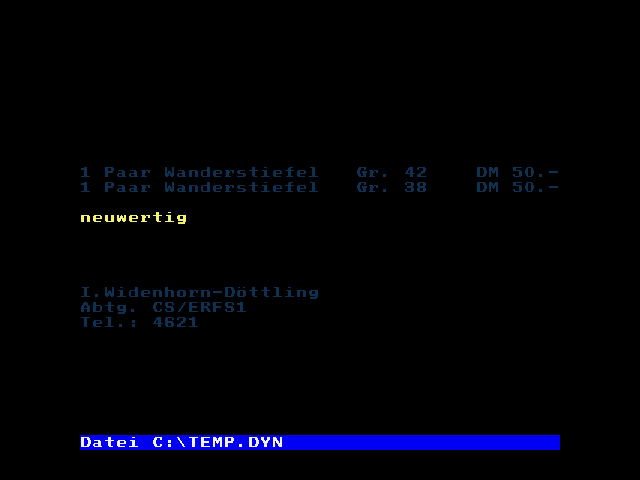 1 Paar Wanderstiefel   Gr. 42    DM 50.-
1 Paar Wanderstiefel   Gr. 38    DM 50.-
neuwertig
I.Widenhorn-Döttling
Abtg. CS/ERFS1
Tel.: 4621
Datei C:\TEMP.DYN